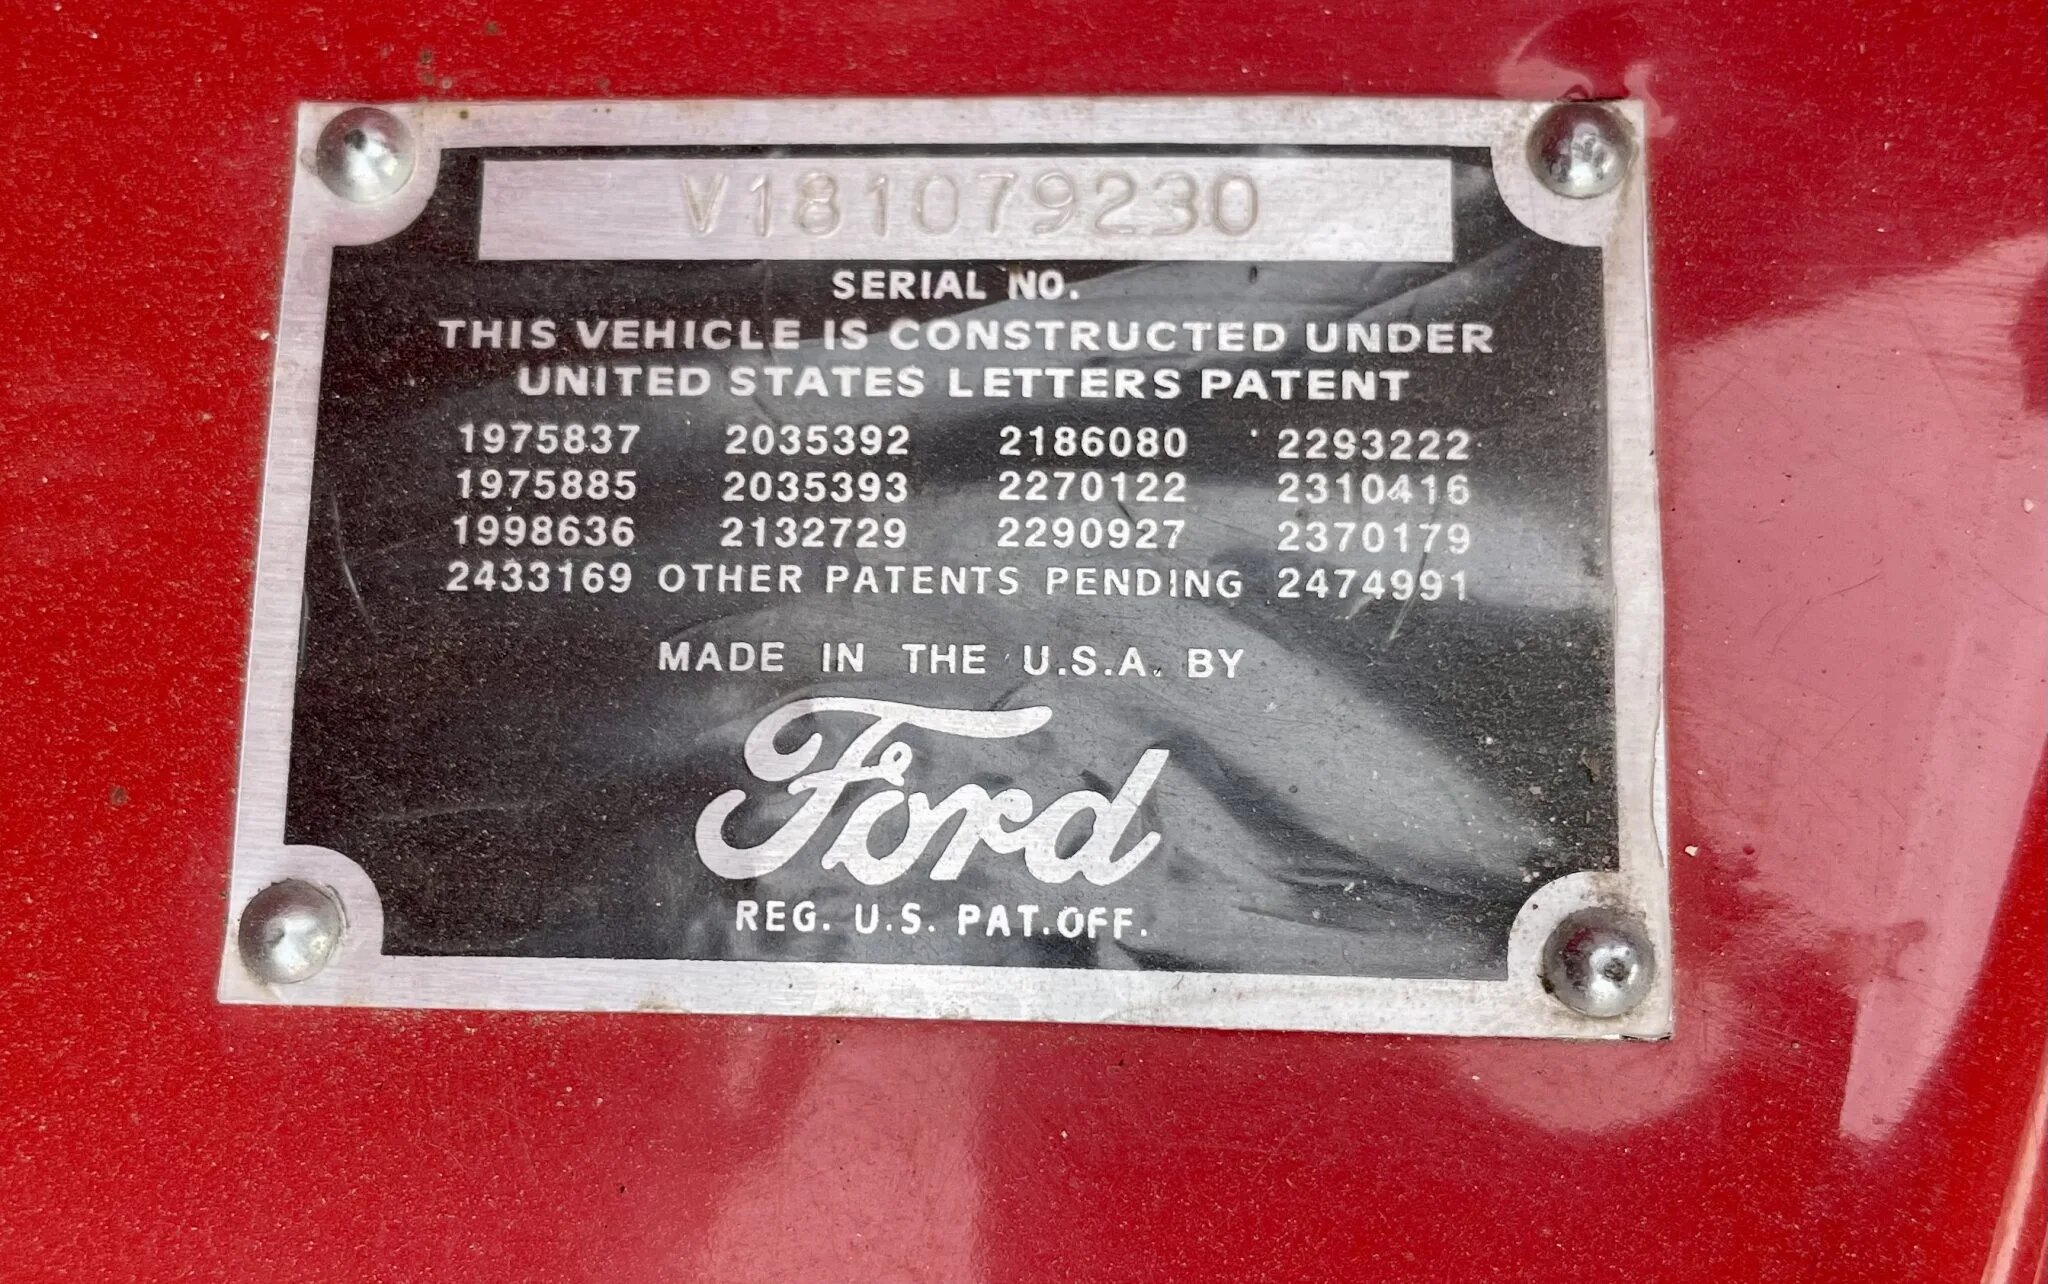 V181079230
SERIAL NO.
THIS VEHICLE IS CONSTRUCTED UNDER
UNITED STATES LETTERS PATENT
1975837 2035392 2186080 2293222
1975885 2035393 2270122 2310416
1998636 2132729 2290927 2370179
2433169 OTHER PATENTS PENDING 2474991
MADE IN THE U.S.A. BY
Ford
REG. U.S. PAT. OFF.